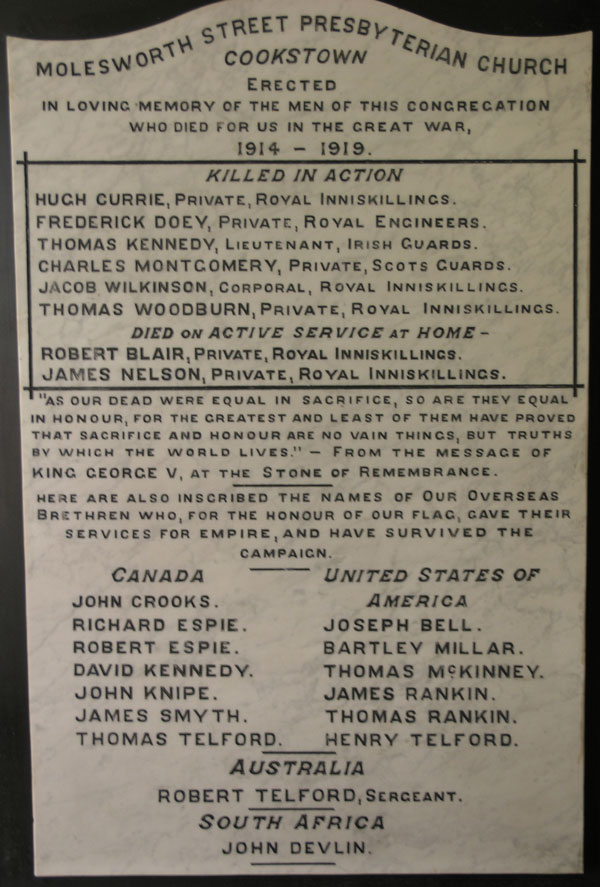 MOLESWORTH STREET PRESBYTERIAN CHURCH
COOKSTOWN
ERECTED
IN LOVING MEMORY OF THE MEN OF THIS CONGREGATION
WHO DIED FOR US IN THE GREAT WAR,
1914 – 1919.
KILLED IN ACTION
HUGH CURRIE, PRIVATE, ROYAL INNISKILLINGS.
FREDERICK DOEY, PRIVATE, ROYAL ENGINEERS.
THOMAS KENNEDY, LIEUTENANT, IRISH GUARDS.
CHARLES MONTGOMERY, PRIVATE, SCOTS GUARDS.
JACOB WILKINSON, CORPORAL, ROYAL INNISKILLINGS.
THOMAS WOODBURN, PRIVATE, ROYAL INNISKILLINGS.
DIED ON ACTIVE SERVICE AT HOME –
ROBERT BLAIR, PRIVATE, ROYAL INNISKILLINGS.
JAMES NELSON, PRIVATE, ROYAL INNISKILLINGS.
"AS OUR DEAD WERE EQUAL IN SACRIFICE, SO ARE THEY EQUAL
IN HONOUR, FOR THE GREATEST AND LEAST OF THEM HAVE PROVED
THAT SACRIFICE AND HONOUR ARE NO VAIN THINGS, BUT TRUTHS
BY WHICH THE WORLD LIVES." – FROM THE MESSAGE OF
KING GEORGE V, AT THE STONE OF REMEMBRANCE.
HERE ARE ALSO INSCRIBED THE NAMES OF OUR OVERSEAS
BRETHREN WHO, FOR THE HONOUR OF OUR FLAG, GAVE THEIR
SERVICES FOR EMPIRE, AND HAVE SURVIVED THE
CAMPAIGN.
CANADA
JOHN CROOKS.
RICHARD ESPIE.
ROBERT ESPIE.
DAVID KENNEDY.
JOHN KNIPE.
JAMES SMYTH.
THOMAS TELFORD.
UNITED STATES OF
AMERICA
JOSEPH BELL.
BARTLEY MILLAR.
THOMAS McKINNEY.
JAMES RANKIN.
THOMAS RANKIN.
HENRY TELFORD.
AUSTRALIA
ROBERT TELFORD, SERGEANT.
SOUTH AFRICA
JOHN DEVLIN.